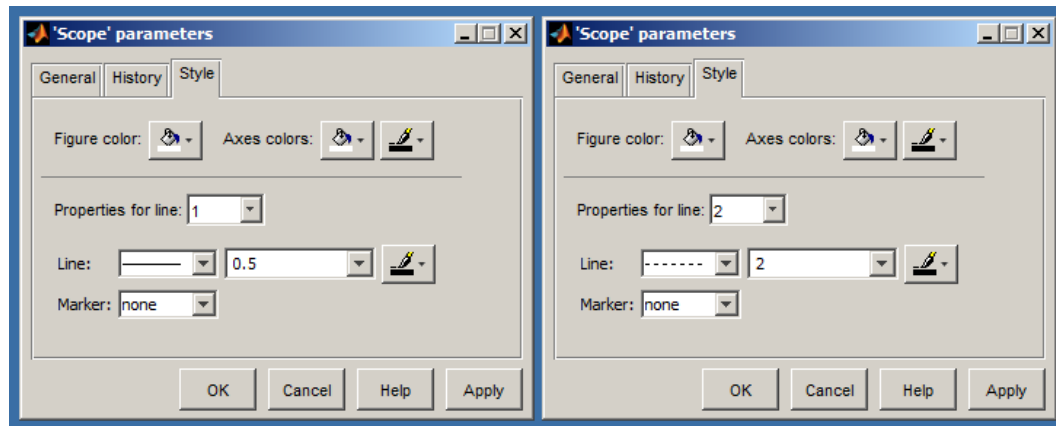 'Scope' parameters
General History Style
Figure color: Axes colors:
Properties for line: 1
Line: 0.5
Marker: none
OK Cancel Help Apply
'Scope' parameters
General History Style
Figure color: Axes colors:
Properties for line: 2
Line: 2
Marker: none
OK Cancel Help Apply